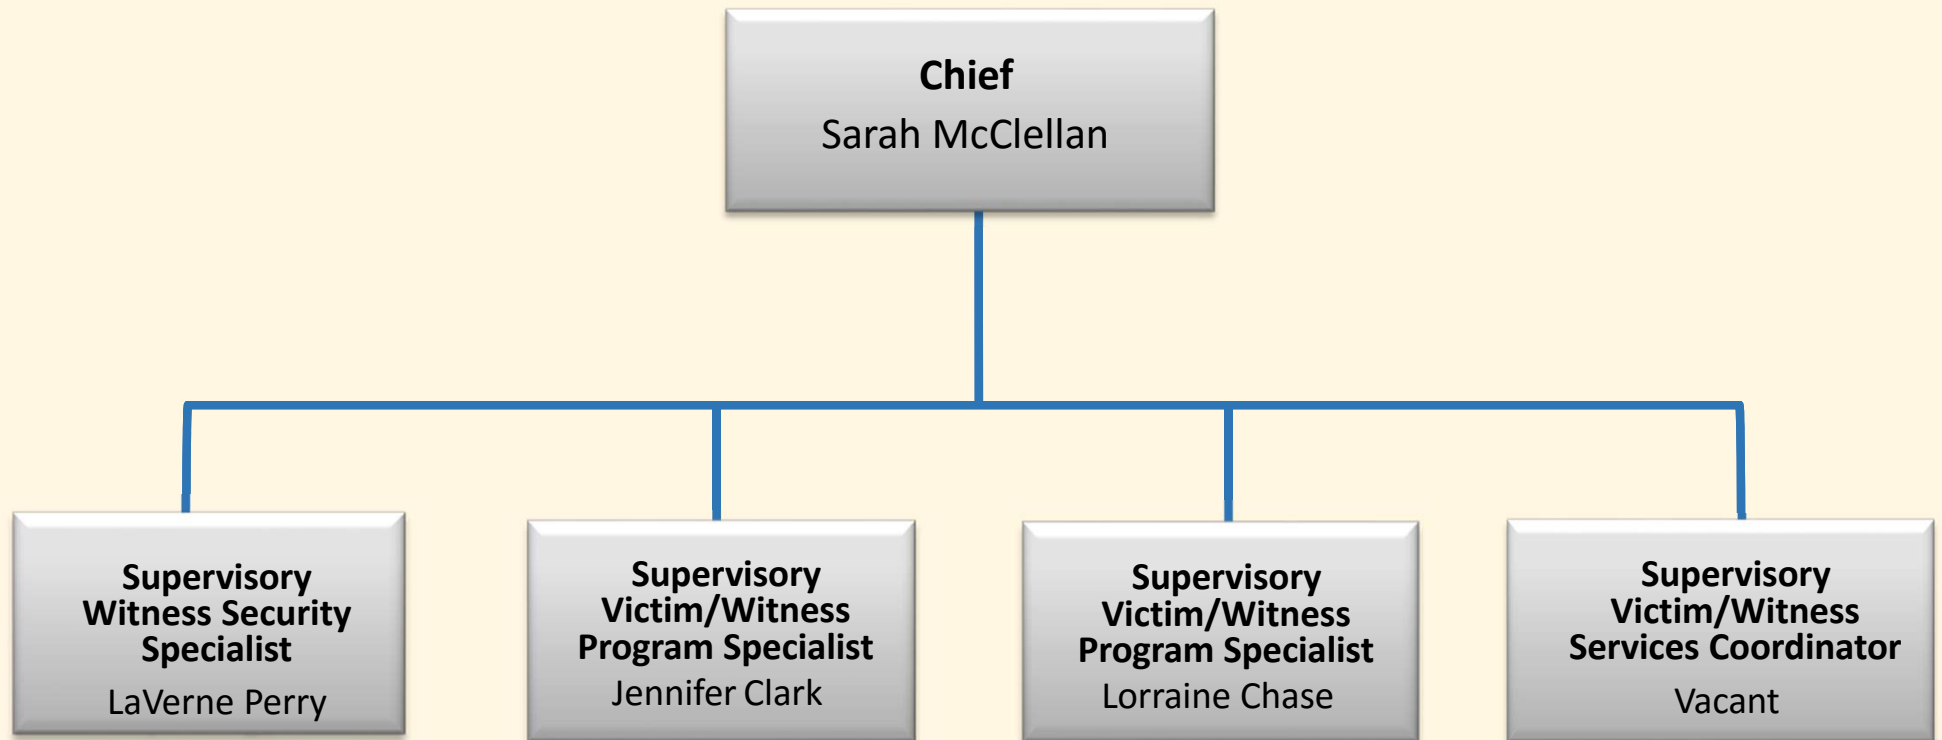 Chief
Sarah McClellan
Supervisory
Witness Security
Specialist
LaVerne Perry
Supervisory
Victim/Witness
Program Specialist
Jennifer Clark
Supervisory
Victim/Witness
Program Specialist
Lorraine Chase
Supervisory
Victim/Witness
Services Coordinator
Vacant